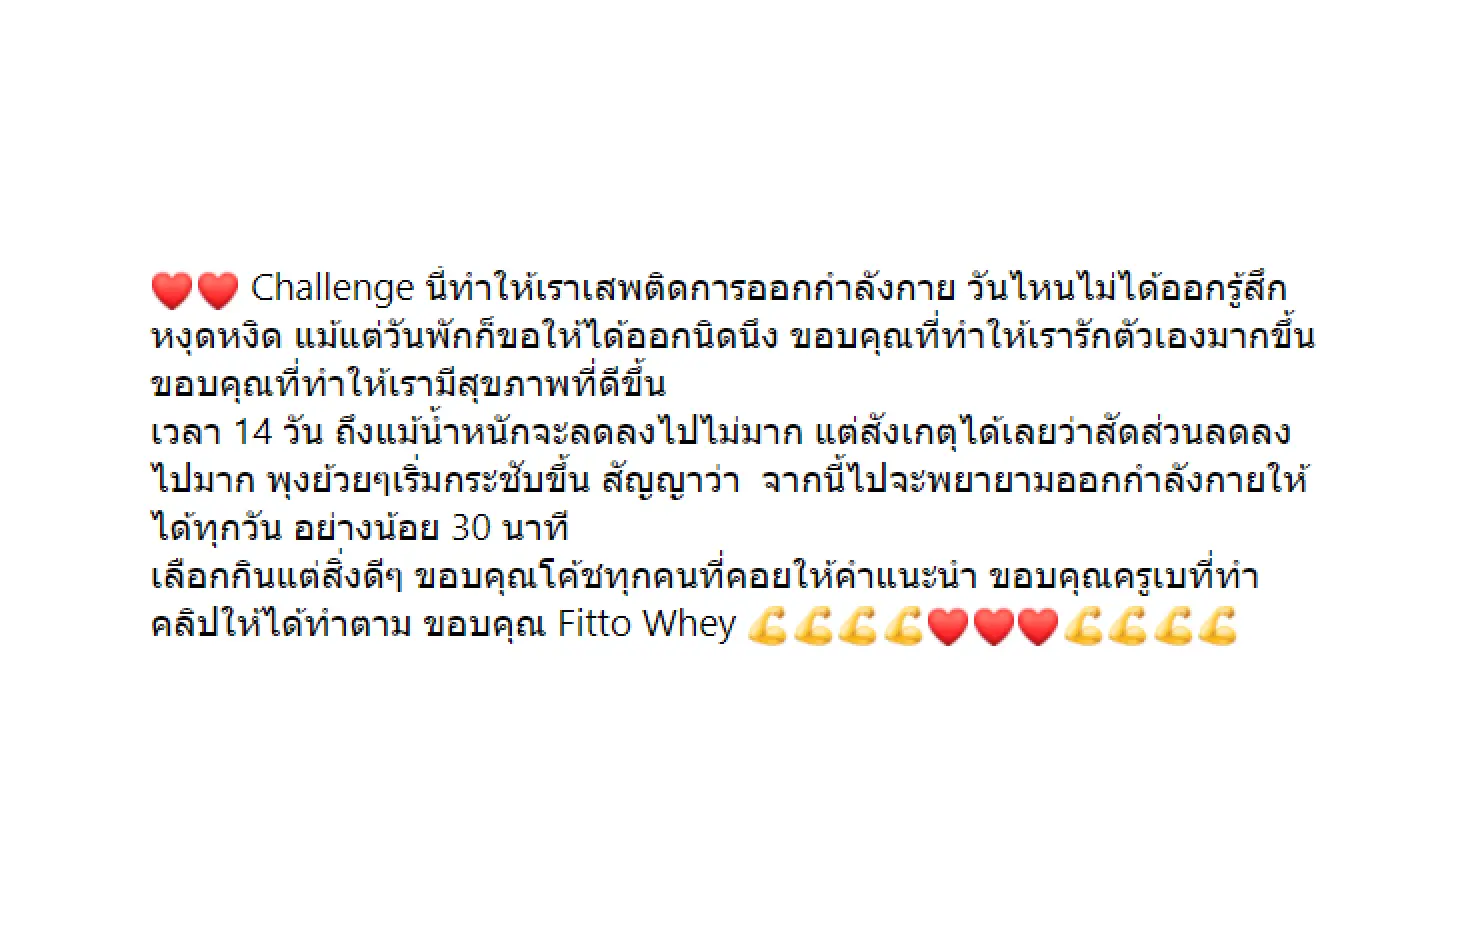 ❤️❤️ Challenge นี้ทำให้เราเสพติดการออกกำลังกาย วันไหนไม่ได้ออกรู้สึก
หงุดหงิด แม้แต่วันพักก็ขอให้ได้ออกนิดนึง ขอบคุณที่ทำให้เรารักตัวเองมากขึ้น
ขอบคุณที่ทำให้เรามีสุขภาพที่ดีขึ้น
เวลา 14 วัน ถึงแม้น้ำหนักจะลดลงไปไม่มาก แต่สังเกตุได้เลยว่าสัดส่วนลดลง
ไปมาก พุงย้วยๆเริ่มกระชับขึ้น สัญญาว่า  จากนี้ไปจะพยายามออกกำลังกายให้
ได้ทุกวัน อย่างน้อย 30 นาที
เลือกกินแต่สิ่งดีๆ ขอบคุณโค้ชทุกคนที่คอยให้คำแนะนำ ขอบคุณครูเบที่ทำ
คลิปให้ได้ทำตาม ขอบคุณ Fitto Whey 💪💪💪💪❤️❤️❤️💪💪💪💪